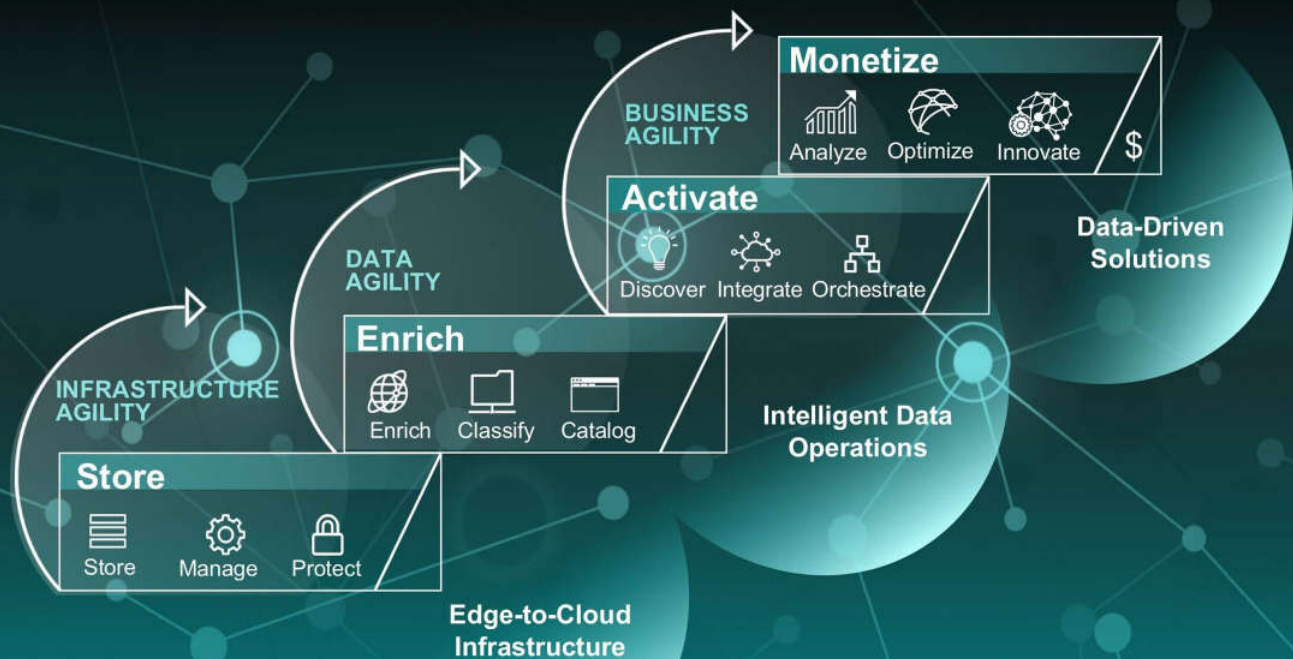 Monetize
BUSINESS
AGILITY
Analyze Optimize Innovate $
Activate
Data-Driven
Solutions
DATA
AGILITY
Discover Integrate Orchestrate
Enrich
INFRASTRUCTURE
AGILITY
Enrich Classify Catalog
Intelligent Data
Operations
Store
Store Manage Protect
Edge-to-Cloud
Infrastructure